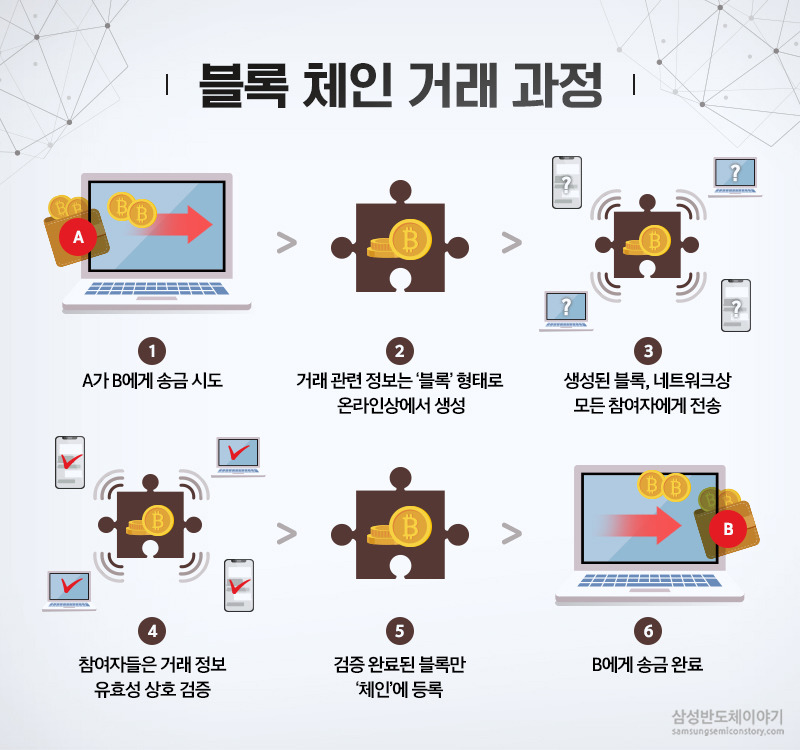 블록 체인 거래 과정
A
1
A가 B에게 송금 시도
2
거래 관련 정보는 ‘블록’ 형태로
온라인상에서 생성
?
?
?
?
3
생성된 블록, 네트워크상
모든 참여자에게 전송
4
참여자들은 거래 정보
유효성 상호 검증
5
검증 완료된 블록만
‘체인’에 등록
B
6
B에게 송금 완료
삼성반도체이야기
samsungsemiconstory.com